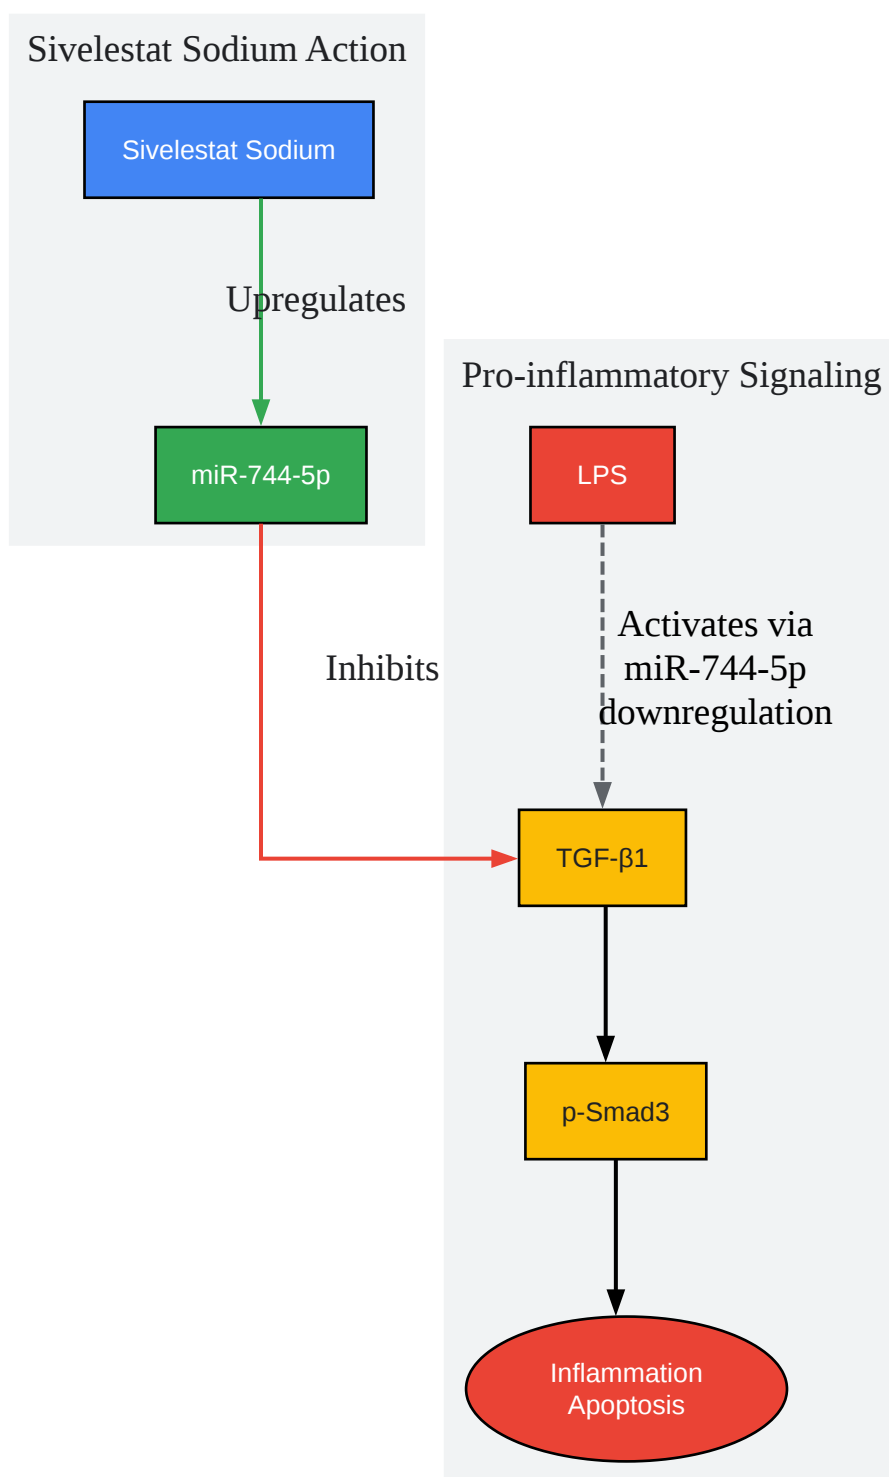 Sivelestat Sodium Action
Sivelestat Sodium
Upregulates
Pro-inflammatory Signaling
miR-744-5p
LPS
Inhibits
Activates via
miR-744-5p
downregulation
TGF-β1
p-Smad3
Inflammation
Apoptosis